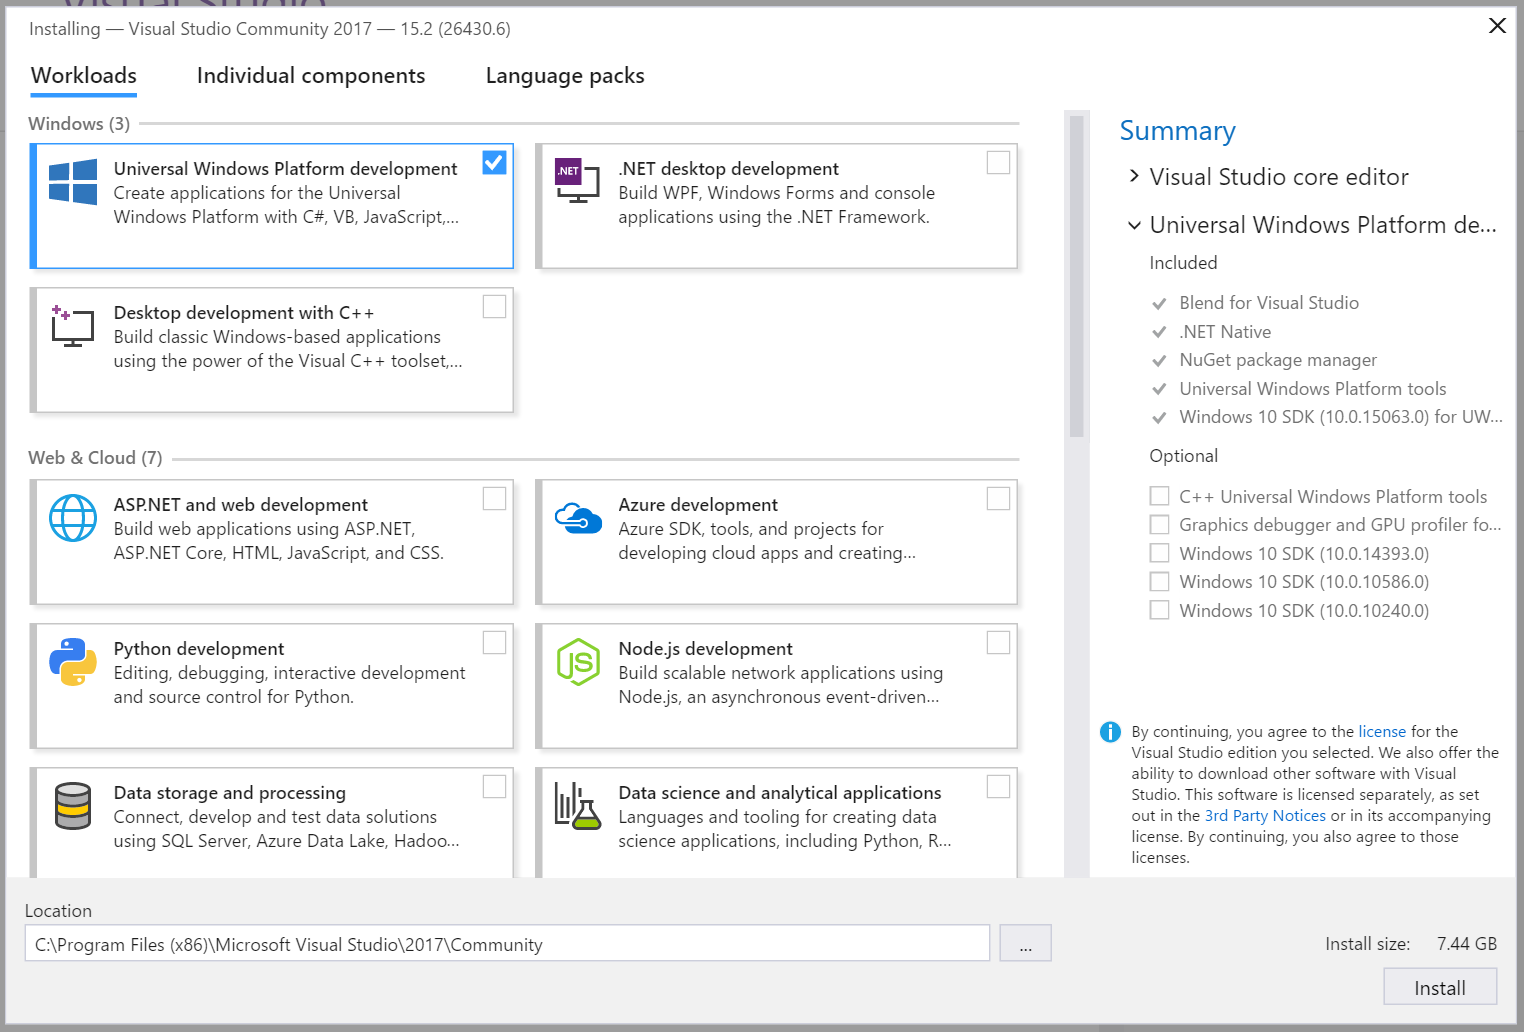 Installing — Visual Studio Community 2017 — 15.2 (26430.6)
Workloads
Individual components
Language packs
Windows (3)
Universal Windows Platform development
Create applications for the Universal
Windows Platform with C#, VB, JavaScript,...
.NET
.NET desktop development
Build WPF, Windows Forms and console
applications using the .NET Framework.
Desktop development with C++
Build classic Windows-based applications
using the power of the Visual C++ toolset,...
Web & Cloud (7)
ASP.NET and web development
Build web applications using ASP.NET,
ASP.NET Core, HTML, JavaScript, and CSS.
Azure development
Azure SDK, tools, and projects for
developing cloud apps and creating...
Python development
Editing, debugging, interactive development
and source control for Python.
JS
Node.js development
Build scalable network applications using
Node.js, an asynchronous event-driven...
Data storage and processing
Connect, develop and test data solutions
using SQL Server, Azure Data Lake, Hadoo...
Data science and analytical applications
Languages and tooling for creating data
science applications, including Python, R...
Summary
Visual Studio core editor
Universal Windows Platform de...
Included
Blend for Visual Studio
.NET Native
NuGet package manager
Universal Windows Platform tools
Windows 10 SDK (10.0.15063.0) for UW...
Optional
C++ Universal Windows Platform tools
Graphics debugger and GPU profiler fo...
Windows 10 SDK (10.0.14393.0)
Windows 10 SDK (10.0.10586.0)
Windows 10 SDK (10.0.10240.0)
By continuing, you agree to the license for the
Visual Studio edition you selected. We also offer the
ability to download other software with Visual
Studio. This software is licensed separately, as set
out in the 3rd Party Notices or in its accompanying
license. By continuing, you also agree to those
licenses.
Location
C:\Program Files (x86)\Microsoft Visual Studio\2017\Community
...
Install size: 7.44 GB
Install